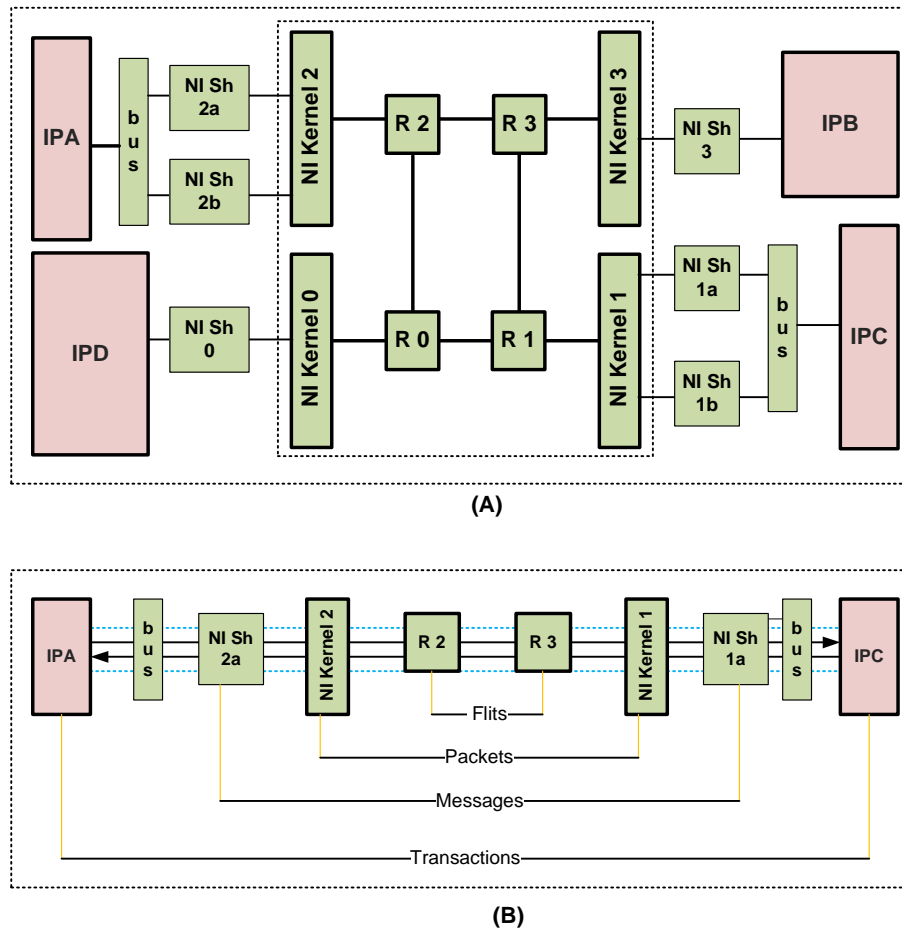 IPA
b
u
s
NI Sh
2a
NI Sh
2b
NI Kernel 2
R 2
R 3
NI Kernel 3
NI Sh
3
IPB
IPD
NI Sh
0
NI Kernel 0
R 0
R 1
NI Kernel 1
NI Sh
1a
NI Sh
1b
b
u
s
IPC
(A)
IPA
b
u
s
NI Sh
2a
NI Kernel 2
R 2
R 3
NI Kernel 1
NI Sh
1a
b
u
s
IPC
Flits
Packets
Messages
Transactions
(B)